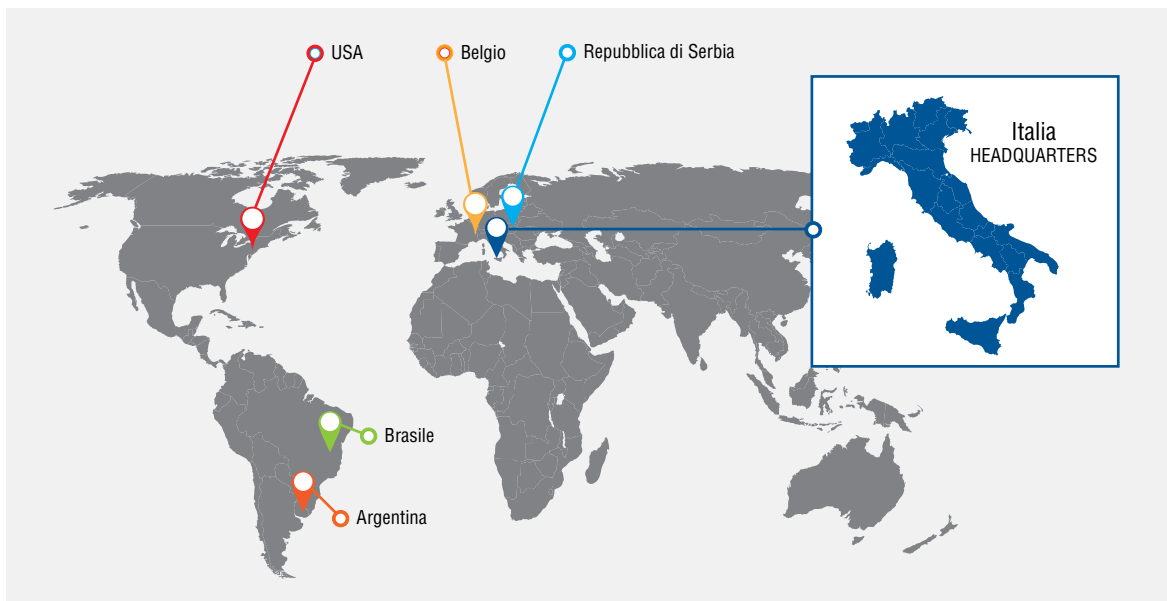 USA
Belgio
Repubblica di Serbia
Italia
HEADQUARTERS
Brasile
Argentina